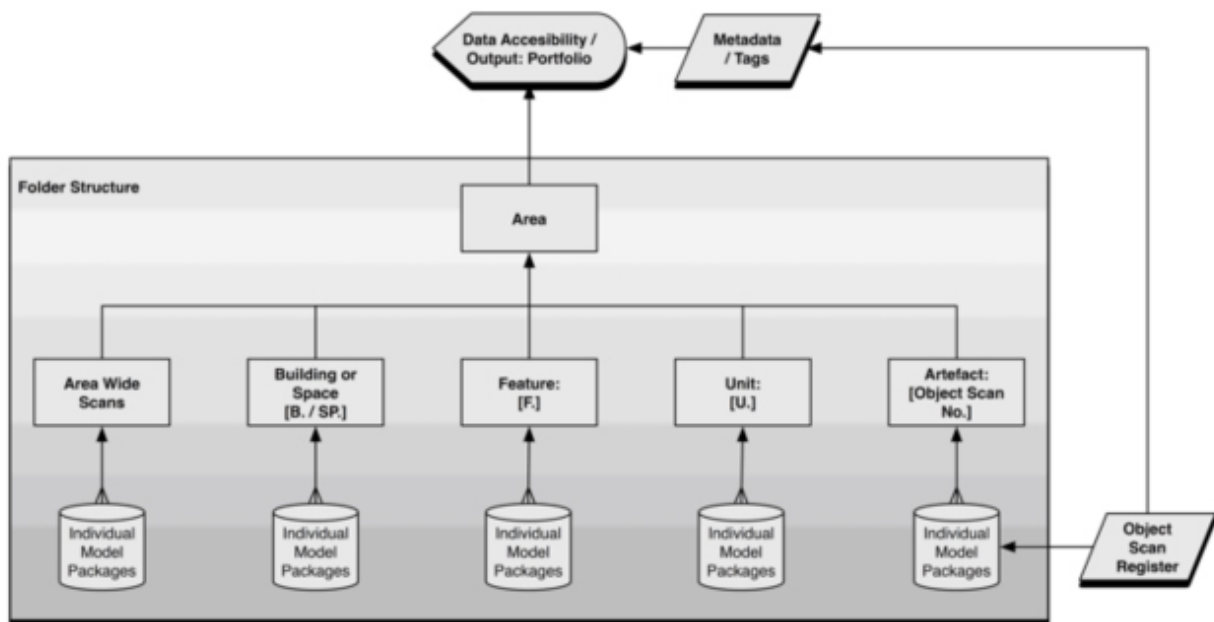 Data Accesibility /
Output: Portfolio
Metadata
/ Tags
Folder Structure
Area
Area Wide
Scans
Building or
Space
[B. / SP.]
Feature:
[F.]
Unit:
[U.]
Artefact:
[Object Scan
No.]
Individual
Model
Packages
Individual
Model
Packages
Individual
Model
Packages
Individual
Model
Packages
Individual
Model
Packages
Object
Scan
Register